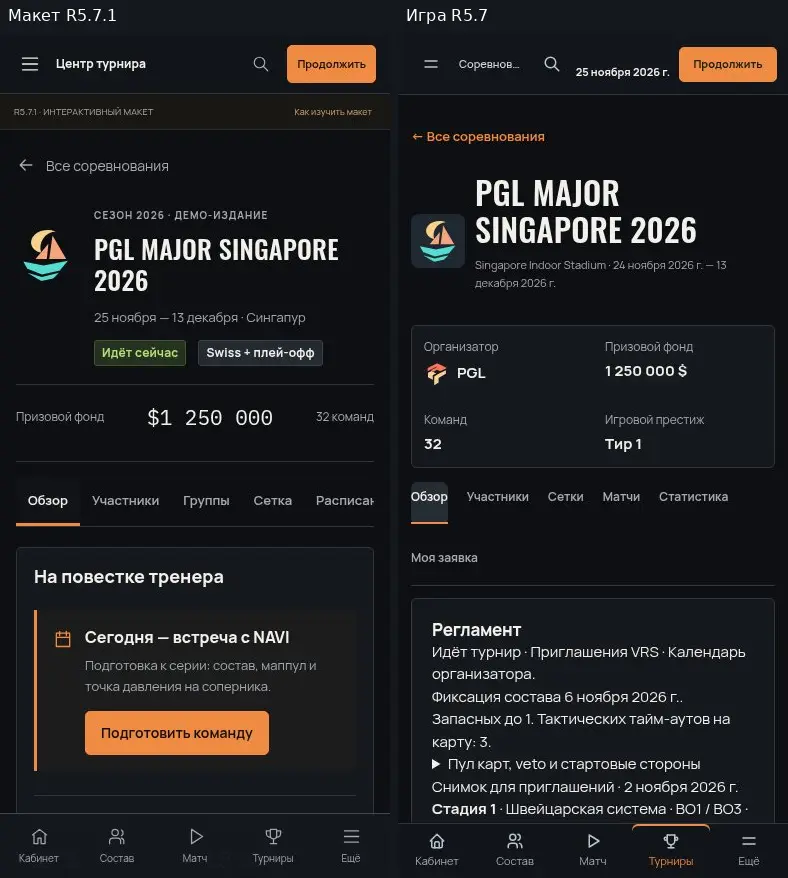 Макет R5.7.1
Центр турнира
Продолжить
R5.7.1 · ИНТЕРАКТИВНЫЙ МАКЕТ
Как изучить макет
← Все соревнования
СЕЗОН 2026 · ДЕМО-ИЗДАНИЕ
PGL MAJOR SINGAPORE
2026
25 ноября — 13 декабря · Сингапур
Идёт сейчас
Swiss + плей-офф
Призовой фонд
$1 250 000
32 команд
Обзор
Участники
Группы
Сетка
Расписан
На повестке тренера
Сегодня — встреча с NAVI
Подготовка к серии: состав, маппул и
точка давления на соперника.
Подготовить команду
Кабинет
Состав
Матч
Турниры
Ещё
Игра R5.7
Соревнов...
25 ноября 2026 г.
Продолжить
← Все соревнования
PGL MAJOR
SINGAPORE 2026
Singapore Indoor Stadium · 24 ноября 2026 г. — 13
декабря 2026 г.
Организатор
PGL
Призовой фонд
1 250 000 $
Команд
32
Игровой престиж
Тир 1
Обзор
Участники
Сетки
Матчи
Статистика
Моя заявка
Регламент
Идёт турнир · Приглашения VRS · Календарь
организатора.
Фиксация состава 6 ноября 2026 г..
Запасных до 1. Тактических тайм-аутов на
карту: 3.
▶ Пул карт, veto и стартовые стороны
Снимок для приглашений · 2 ноября 2026 г.
Стадия 1 · Швейцарская система · BO1 / BO3 ·
Кабинет
Состав
Матч
Турниры
Ещё